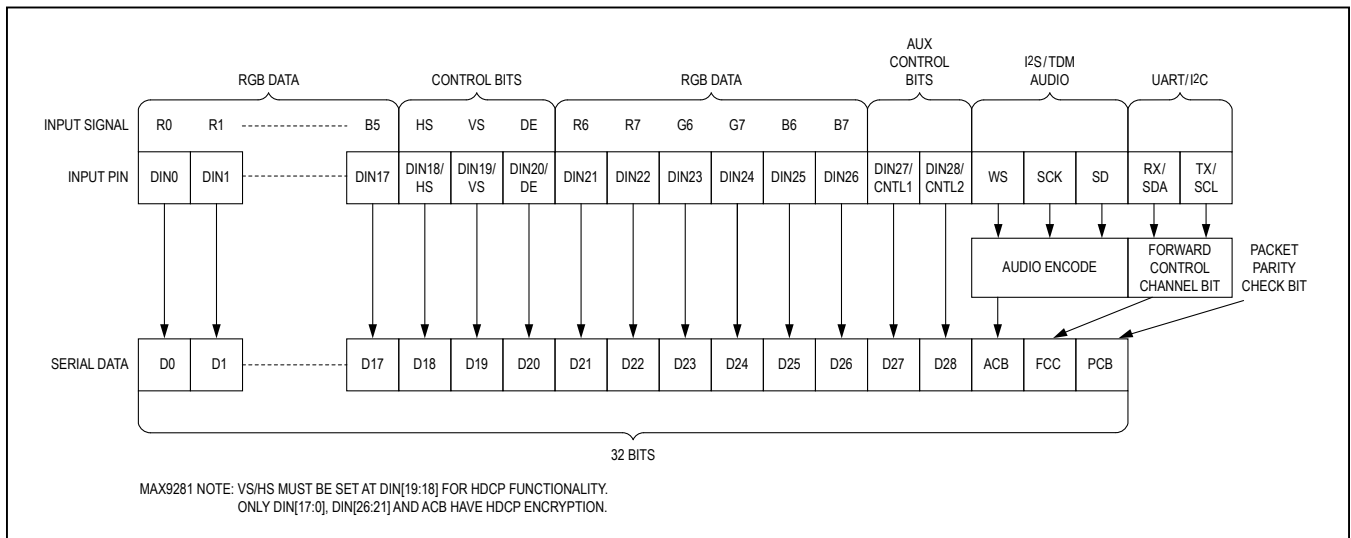 AUX
CONTROL
BITS
I²S/TDM
AUDIO
RGB DATA
CONTROL BITS
RGB DATA
UART/I²C
INPUT SIGNAL R0 R1 B5 HS VS DE R6 R7 G6 G7 B6 B7
INPUT PIN DIN0 DIN1 DIN17 DIN18/ HS DIN19/ VS DIN20/ DE DIN21 DIN22 DIN23 DIN24 DIN25 DIN26 DIN27/ CNTL1 DIN28/ CNTL2 WS SCK SD RX/ SDA TX/ SCL
AUDIO ENCODE
FORWARD
CONTROL
CHANNEL BIT
PACKET
PARITY
CHECK BIT
SERIAL DATA D0 D1 D17 D18 D19 D20 D21 D22 D23 D24 D25 D26 D27 D28 ACB FCC PCB
32 BITS
MAX9281 NOTE: VS/HS MUST BE SET AT DIN[19:18] FOR HDCP FUNCTIONALITY.
ONLY DIN[17:0], DIN[26:21] AND ACB HAVE HDCP ENCRYPTION.